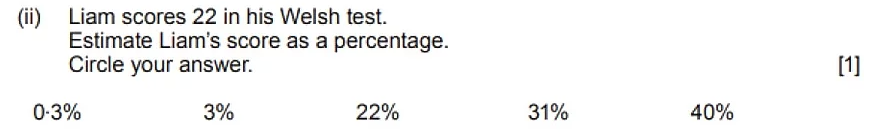 (ii) Liam scores 22 in his Welsh test.
Estimate Liam's score as a percentage.
Circle your answer. [1]
0·3% 3% 22% 31% 40%